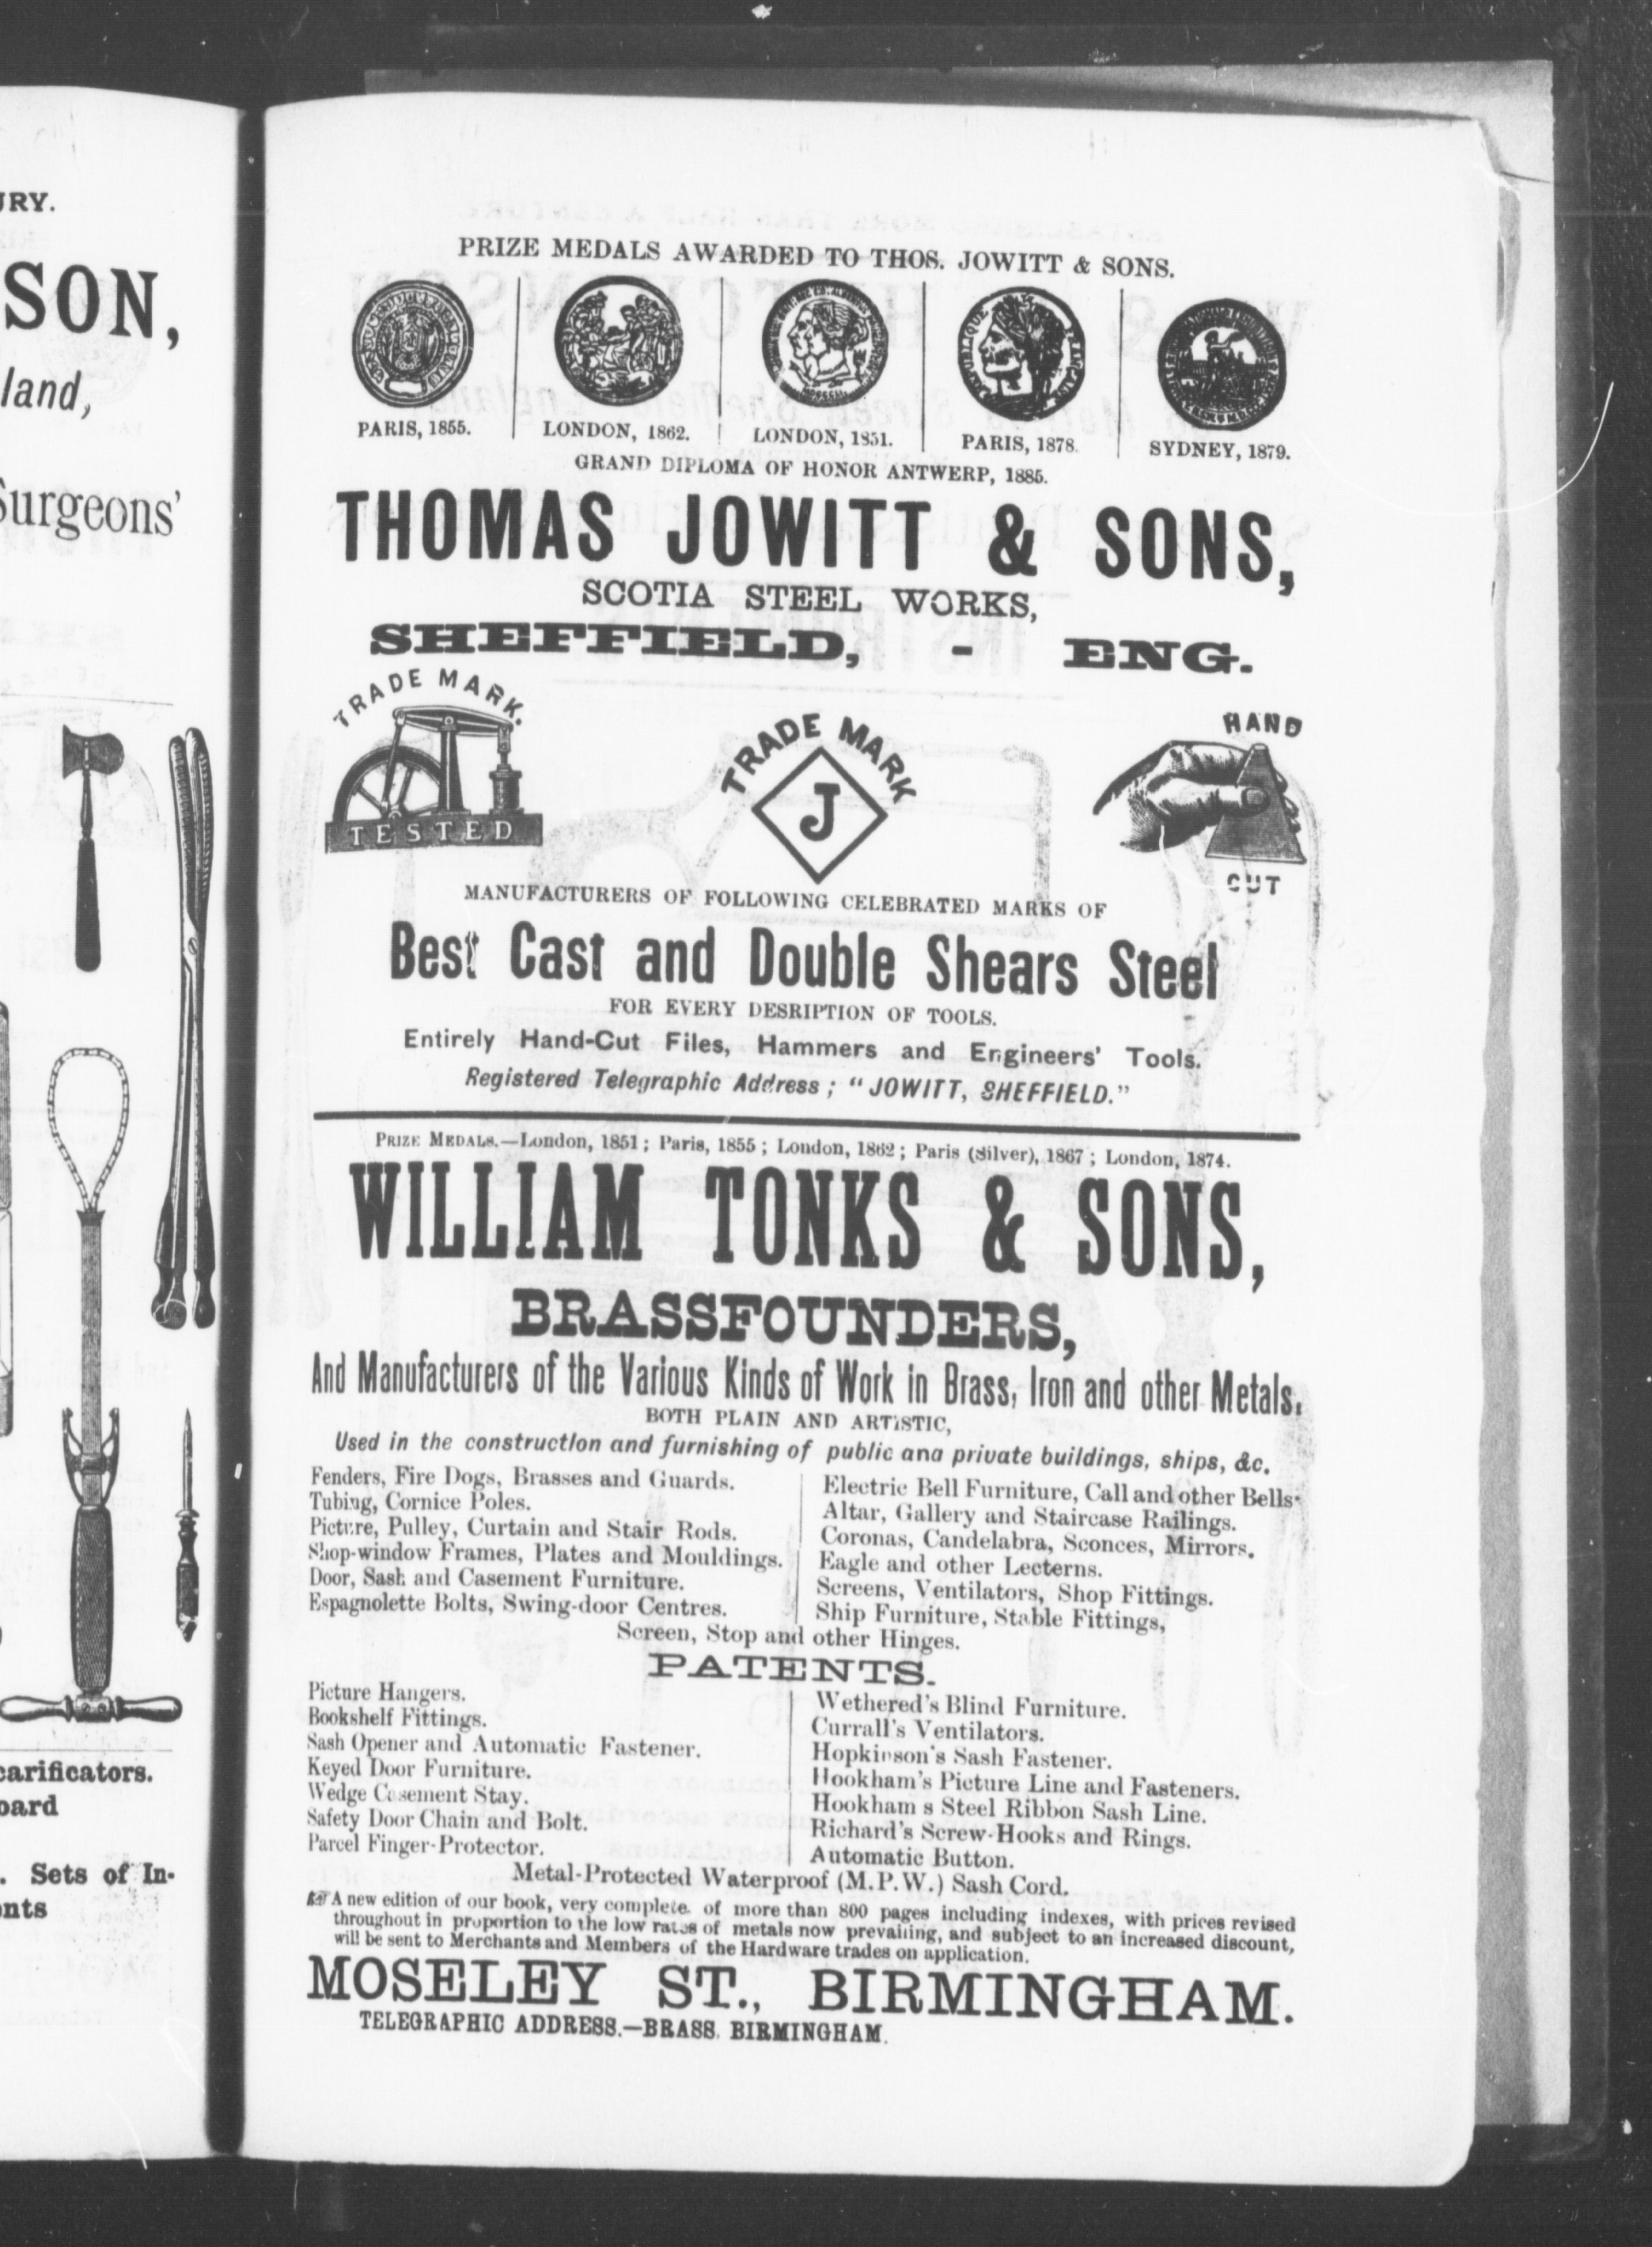 PRIZE MEDALS AWARDED TO THOS. JOWITT & SONS.
PARIS, 1855.
LONDON, 1862.
LONDON, 1851.
PARIS, 1878.
SYDNEY, 1879.
GRAND DIPLOMA OF HONOR ANTWERP, 1885.
THOMAS JOWITT & SONS,
SCOTIA STEEL WORKS,
SHEFFIELD, - ENG.
TRADE MARK.
TESTED
TRADE MARK
J
HAND
CUT
MANUFACTURERS OF FOLLOWING CELEBRATED MARKS OF
Best Cast and Double Shears Steel
FOR EVERY DESRIPTION OF TOOLS.
Entirely Hand-Cut Files, Hammers and Engineers' Tools.
Registered Telegraphic Address ; "JOWITT, SHEFFIELD."
PRIZE MEDALS.—London, 1851 ; Paris, 1855 ; London, 1862 ; Paris (Silver), 1867 ; London, 1874.
WILLIAM TONKS & SONS,
BRASSFOUNDERS,
And Manufacturers of the Various Kinds of Work in Brass, Iron and other Metals,
BOTH PLAIN AND ARTISTIC,
Used in the construction and furnishing of public and private buildings, ships, &c.
Fenders, Fire Dogs, Brasses and Guards.
Tubing, Cornice Poles.
Picture, Pulley, Curtain and Stair Rods.
Shop-window Frames, Plates and Mouldings.
Door, Sash and Casement Furniture.
Espagnolette Bolts, Swing-door Centres.
Electric Bell Furniture, Call and other Bells.
Altar, Gallery and Staircase Railings.
Coronas, Candelabra, Sconces, Mirrors.
Eagle and other Lecterns.
Screens, Ventilators, Shop Fittings.
Ship Furniture, Stable Fittings,
Screen, Stop and other Hinges.
PATENTS.
Picture Hangers.
Bookshelf Fittings.
Sash Opener and Automatic Fastener.
Keyed Door Furniture.
Wedge Casement Stay.
Safety Door Chain and Bolt.
Parcel Finger-Protector.
Wethered's Blind Furniture.
Currall's Ventilators.
Hopkinson's Sash Fastener.
Hookham's Picture Line and Fasteners.
Hookham s Steel Ribbon Sash Line.
Richard's Screw-Hooks and Rings.
Automatic Button.
Metal-Protected Waterproof (M.P.W.) Sash Cord.
☞ A new edition of our book, very complete. of more than 800 pages including indexes, with prices revised
throughout in proportion to the low rates of metals now prevailing, and subject to an increased discount,
will be sent to Merchants and Members of the Hardware trades on application.
MOSELEY ST., BIRMINGHAM.
TELEGRAPHIC ADDRESS.—BRASS. BIRMINGHAM.
URY.
SON,
land,
Surgeons'
carificators.
oard
. Sets of In-
nts